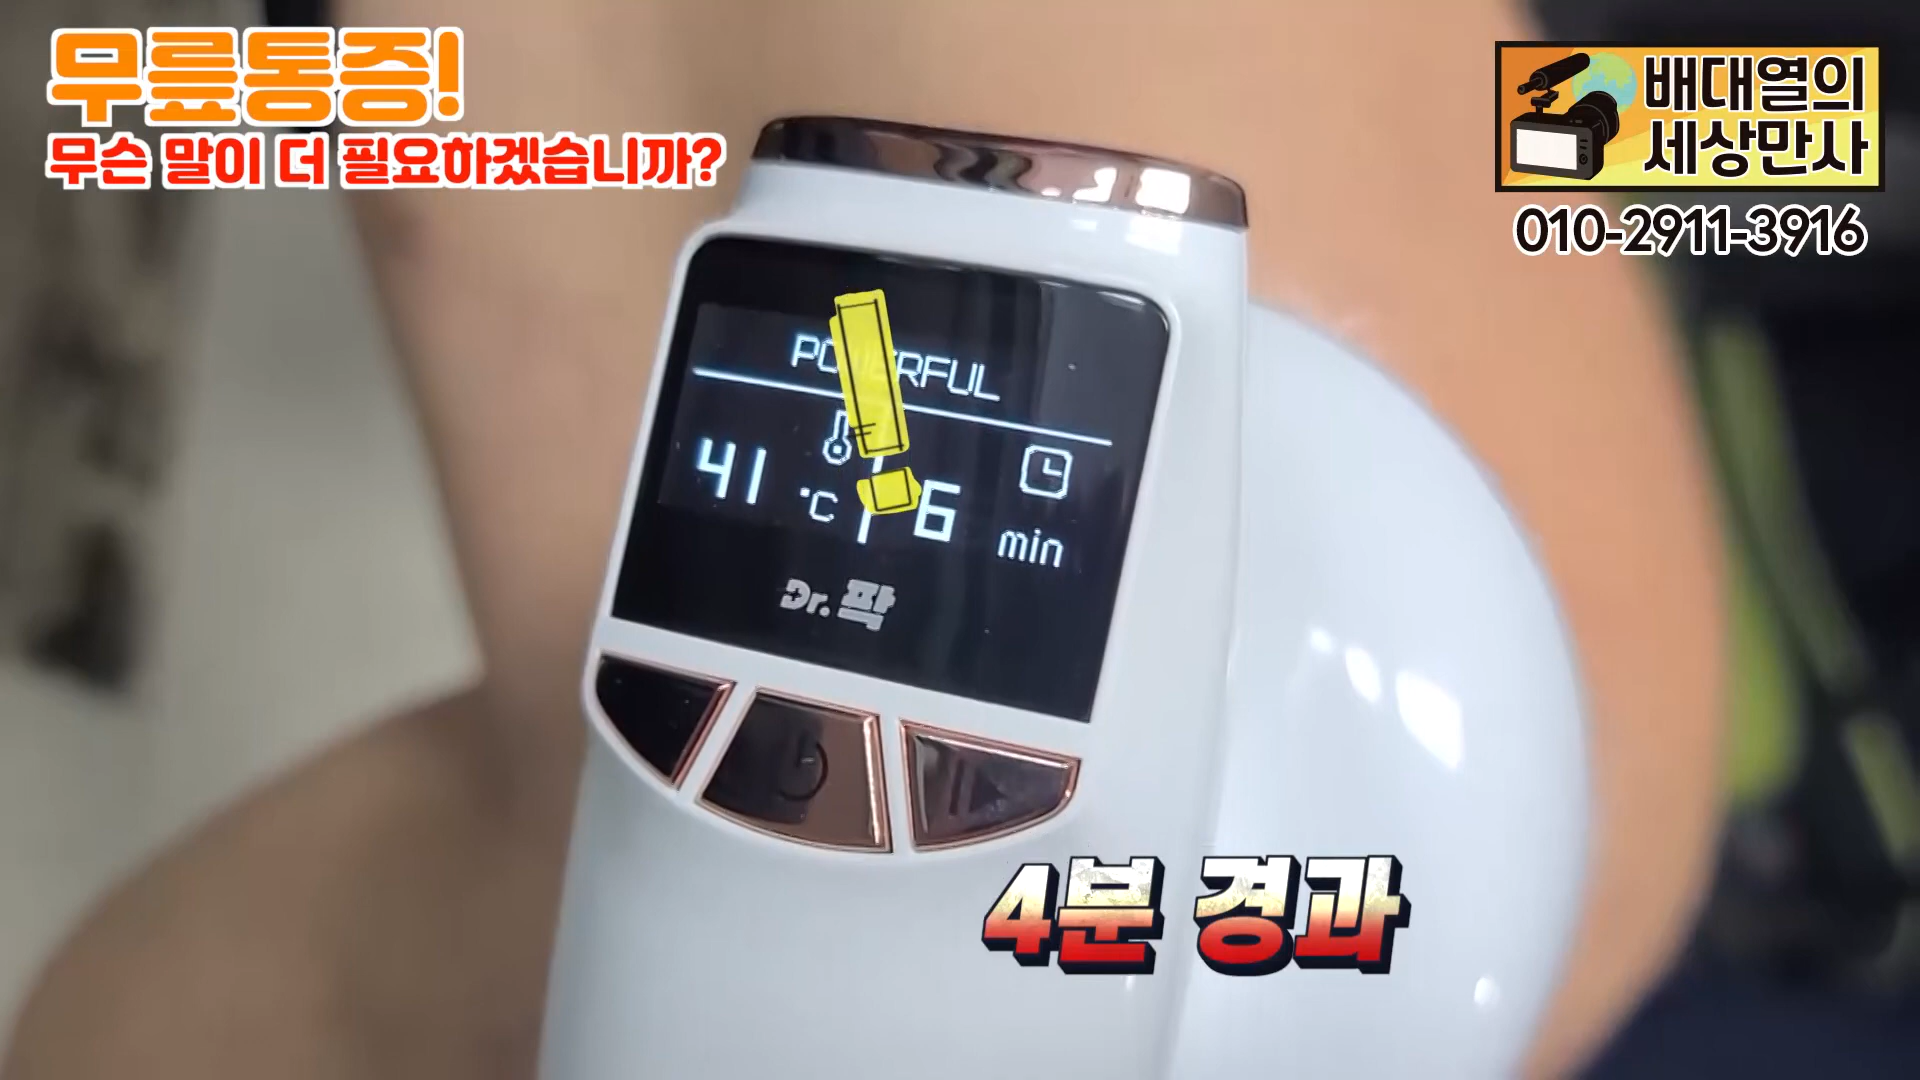 무릎통증!
무슨 말이 더 필요하겠습니까?
배대열의
세상만사
010-2911-3916
POWERFUL
41 °C
6 min
Dr. 팍
4분 경과